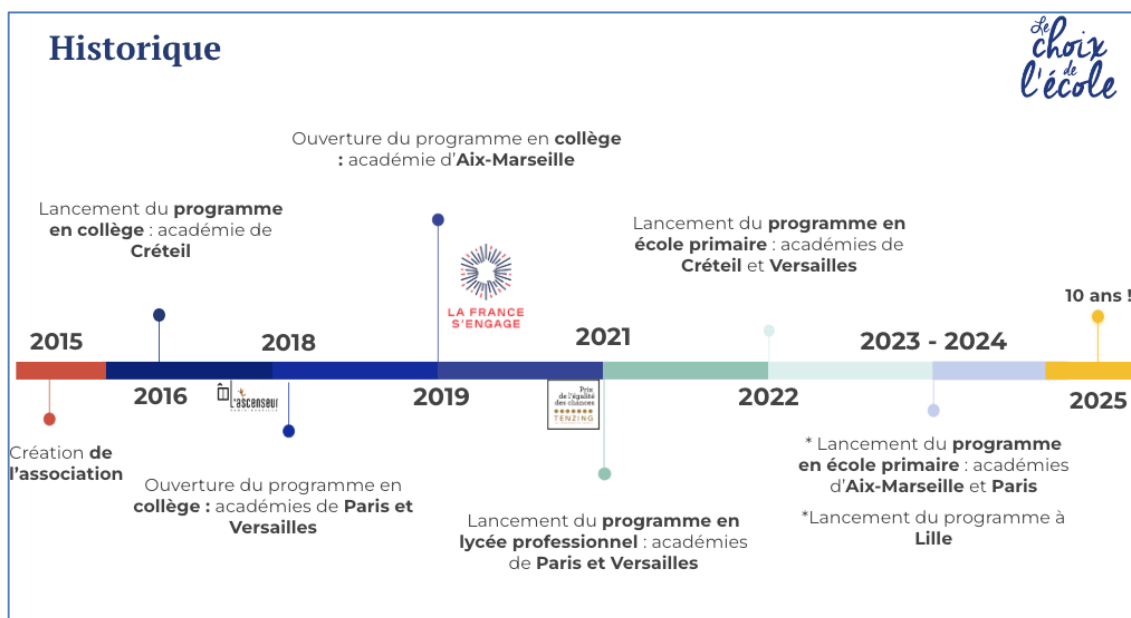 Historique
Le
choix
de
l'école
Ouverture du programme en collège
: académie d'Aix-Marseille
Lancement du programme
en collège : académie de
Créteil
Lancement du programme en
école primaire : académies de
Créteil et Versailles
LA FRANCE
S'ENGAGE
10 ans !
2015
2018
2021
2023 - 2024
2016
L'ascenseur
2019
Prix
de l'égalité
des chances
TENZING
2022
2025
Création de
l'association
Ouverture du programme en
collège : académies de Paris et
Versailles
Lancement du programme en
lycée professionnel : académies
de Paris et Versailles
* Lancement du programme
en école primaire : académies
d'Aix-Marseille et Paris
*Lancement du programme à
Lille